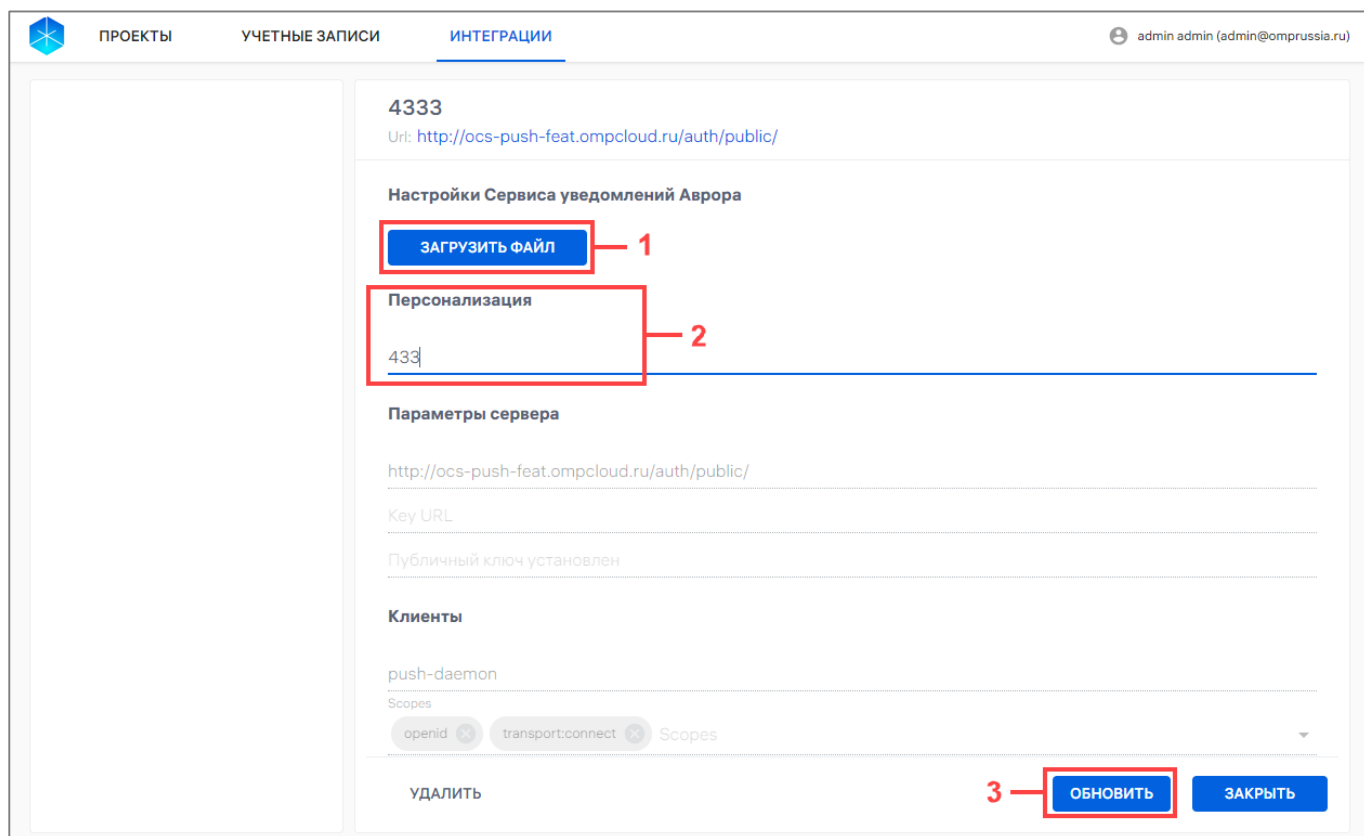 ПРОЕКТЫ УЧЕТНЫЕ ЗАПИСИ ИНТЕГРАЦИИ admin admin (admin@omprussia.ru)
4333
Url: http://ocs-push-feat.ompcloud.ru/auth/public/
Настройки Сервиса уведомлений Аврора
ЗАГРУЗИТЬ ФАЙЛ 1
Персонализация
2
433
Параметры сервера
http://ocs-push-feat.ompcloud.ru/auth/public/
Key URL
Публичный ключ установлен
Клиенты
push-daemon
Scopes
openid transport:connect Scopes
УДАЛИТЬ 3 ОБНОВИТЬ ЗАКРЫТЬ